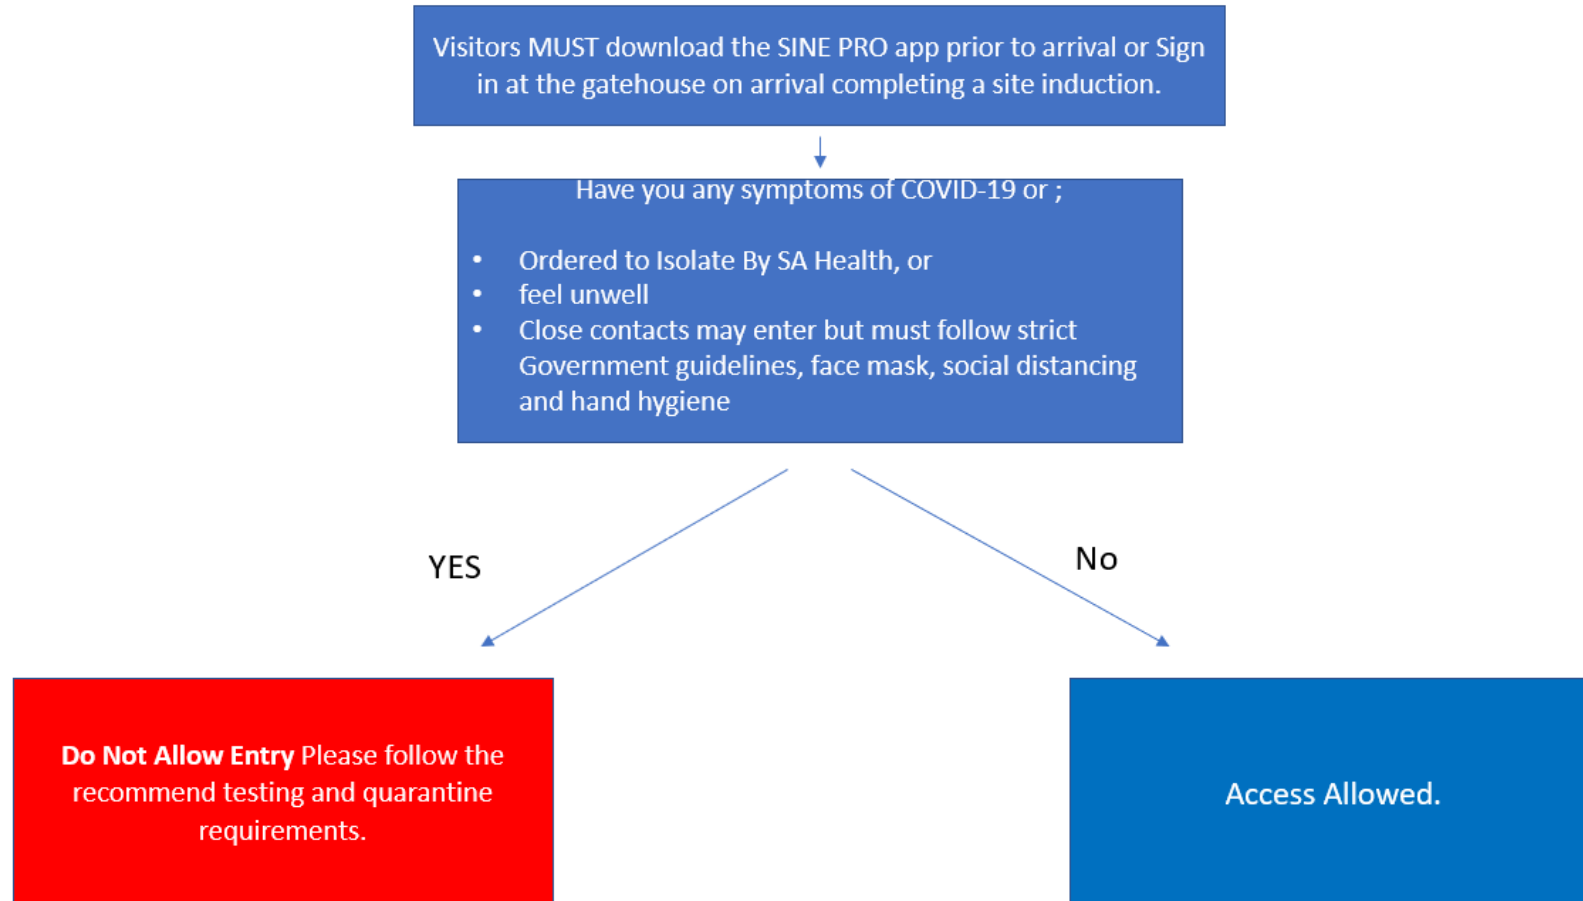 Visitors MUST download the SINE PRO app prior to arrival or Sign
in at the gatehouse on arrival completing a site induction.
Have you any symptoms of COVID-19 or ;
• Ordered to Isolate By SA Health, or
• feel unwell
• Close contacts may enter but must follow strict
Government guidelines, face mask, social distancing
and hand hygiene
YES
No
Do Not Allow Entry Please follow the
recommend testing and quarantine
requirements.
Access Allowed.